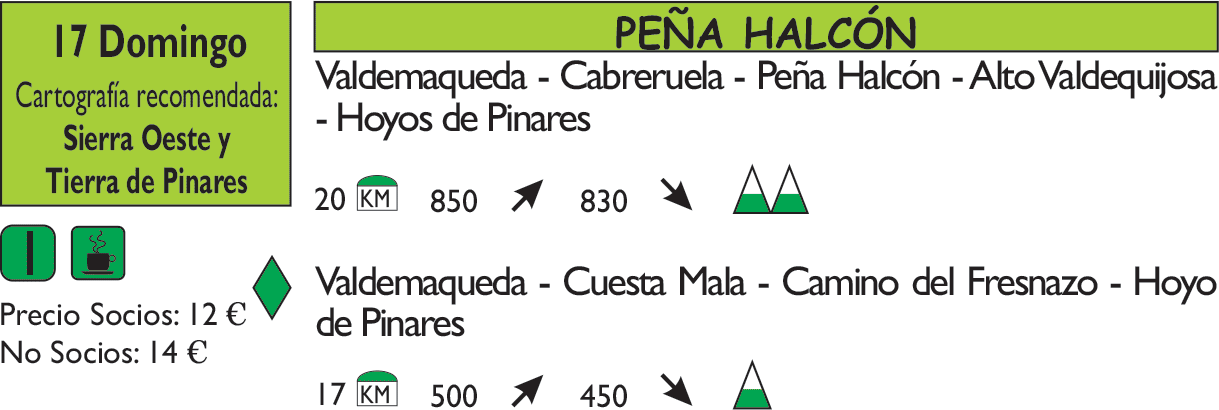 17 Domingo
Cartografía recomendada:
Sierra Oeste y
Tierra de Pinares
Precio Socios: 12 €
No Socios: 14 €
PEÑA HALCÓN
Valdemaqueda - Cabreruela - Peña Halcón - Alto Valdequijosa
- Hoyos de Pinares
20 KM 850 830
Valdemaqueda - Cuesta Mala - Camino del Fresnazo - Hoyo
de Pinares
17 KM 500 450